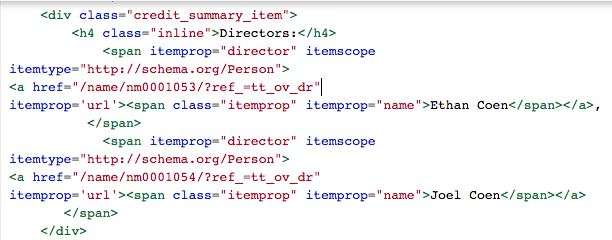 <div class="credit_summary_item">
<h4 class="inline">Directors:</h4>
<span itemprop="director" itemscope
itemtype="http://schema.org/Person">
<a href="/name/nm0001053/?ref_=tt_ov_dr"
itemprop='url'><span class="itemprop" itemprop="name">Ethan Coen</span></a>,
</span>
<span itemprop="director" itemscope
itemtype="http://schema.org/Person">
<a href="/name/nm0001054/?ref_=tt_ov_dr"
itemprop='url'><span class="itemprop" itemprop="name">Joel Coen</span></a>
</span>
</div>